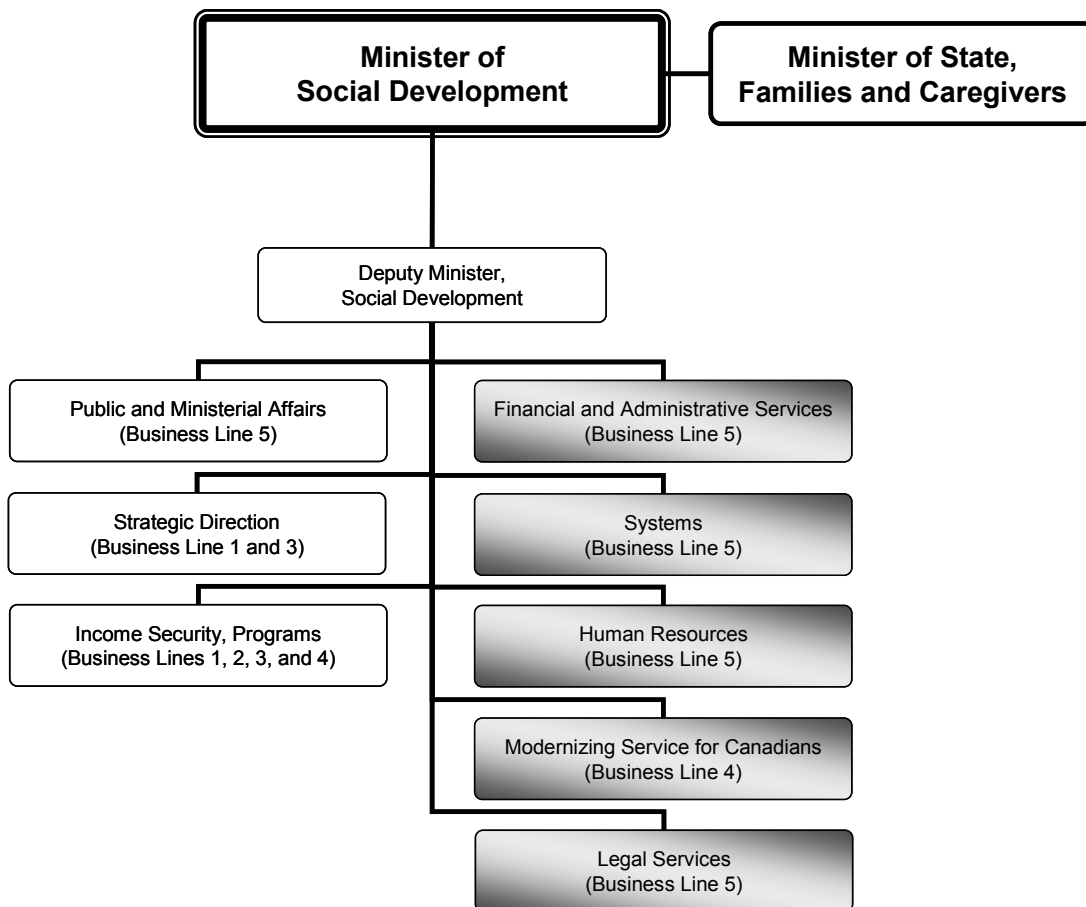 Minister of
Social Development
Minister of State,
Families and Caregivers
Deputy Minister,
Social Development
Public and Ministerial Affairs
(Business Line 5)
Financial and Administrative Services
(Business Line 5)
Strategic Direction
(Business Line 1 and 3)
Systems
(Business Line 5)
Income Security, Programs
(Business Lines 1, 2, 3, and 4)
Human Resources
(Business Line 5)
Modernizing Service for Canadians
(Business Line 4)
Legal Services
(Business Line 5)